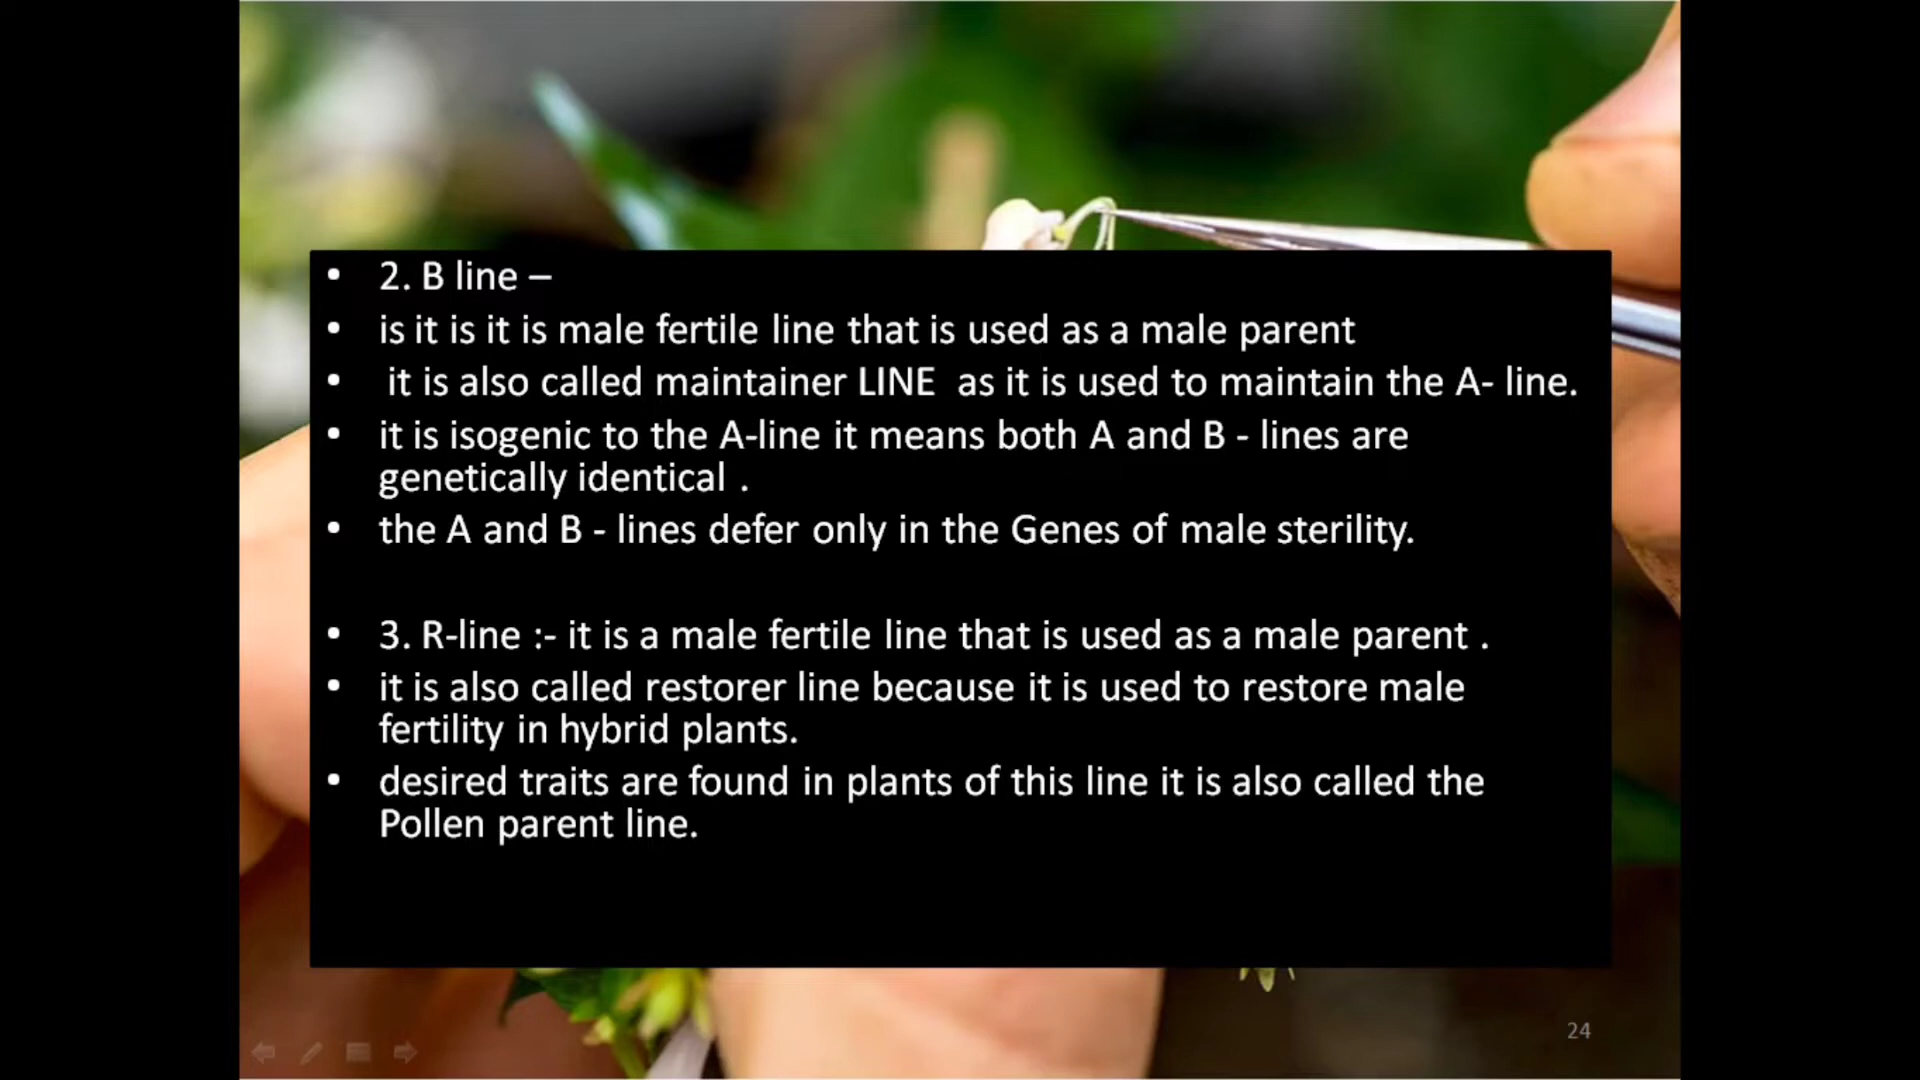 • 2. B line –
• is it is it is male fertile line that is used as a male parent
• it is also called maintainer LINE as it is used to maintain the A- line.
• it is isogenic to the A-line it means both A and B - lines are
genetically identical .
• the A and B - lines defer only in the Genes of male sterility.
• 3. R-line :- it is a male fertile line that is used as a male parent .
• it is also called restorer line because it is used to restore male
fertility in hybrid plants.
• desired traits are found in plants of this line it is also called the
Pollen parent line.
24